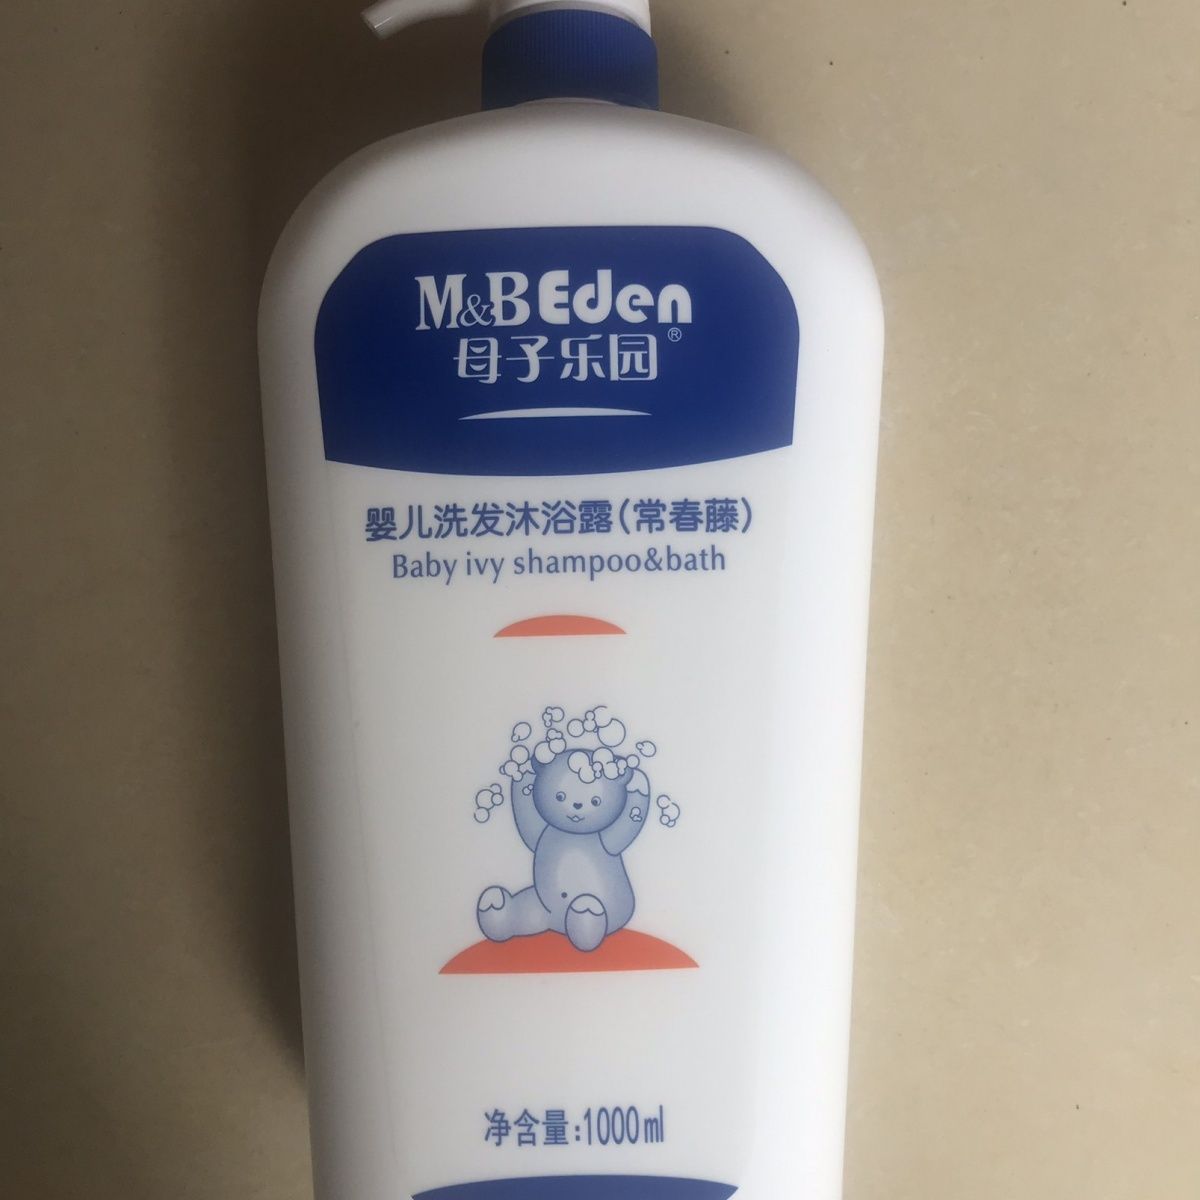 M&BEden
母子乐园®
婴儿洗发沐浴露(常春藤)
Baby ivy shampoo&bath
净含量:1000ml